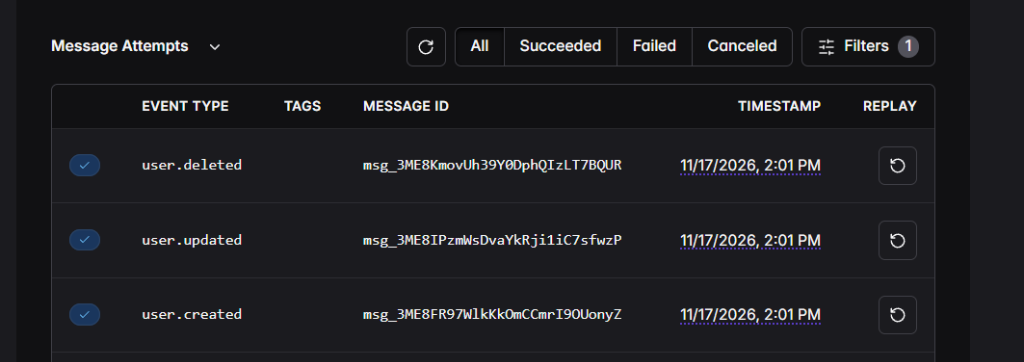 Message Attempts All Succeeded Failed Canceled Filters 1
EVENT TYPE TAGS MESSAGE ID TIMESTAMP REPLAY
user.deleted msg_3ME8KmovUh39Y0DphQIzLT7BQUR 11/17/2026, 2:01 PM
user.updated msg_3ME8IPzmWsDvaYkRji1iC7sfwzP 11/17/2026, 2:01 PM
user.created msg_3ME8FR97WlkKkOmCCmrI9OUonyZ 11/17/2026, 2:01 PM